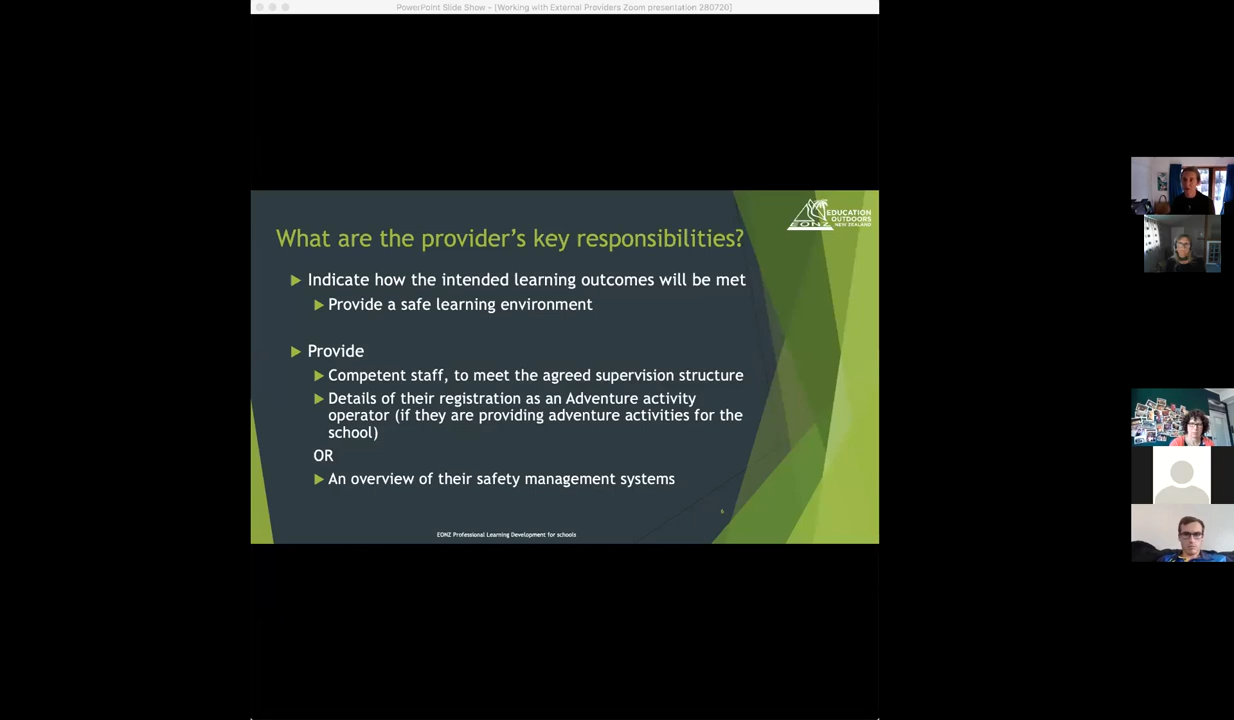 PowerPoint Slide Show – [Working with External Providers Zoom presentation 280720]
EDUCATION
OUTDOORS
NEW ZEALAND
EONZ
What are the provider's key responsibilities?
Indicate how the intended learning outcomes will be met
Provide a safe learning environment
Provide
Competent staff, to meet the agreed supervision structure
Details of their registration as an Adventure activity
operator (if they are providing adventure activities for the
school)
OR
An overview of their safety management systems
6
EONZ Professional Learning Development for schools